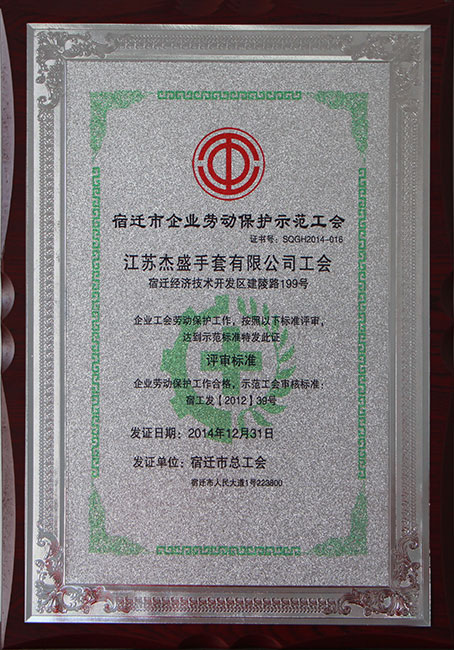 宿迁市企业劳动保护示范工会
证书号：SQGH2014-016
江苏杰盛手套有限公司工会
宿迁经济技术开发区建陵路199号
企业工会劳动保护工作，按照以下标准评审，
达到示范标准特发此证
评审标准
企业劳动保护工作合格，示范工会审核标准：
宿工发【2012】39号
发证日期：2014年12月31日
发证单位：宿迁市总工会
宿迁市人民大道1号223800